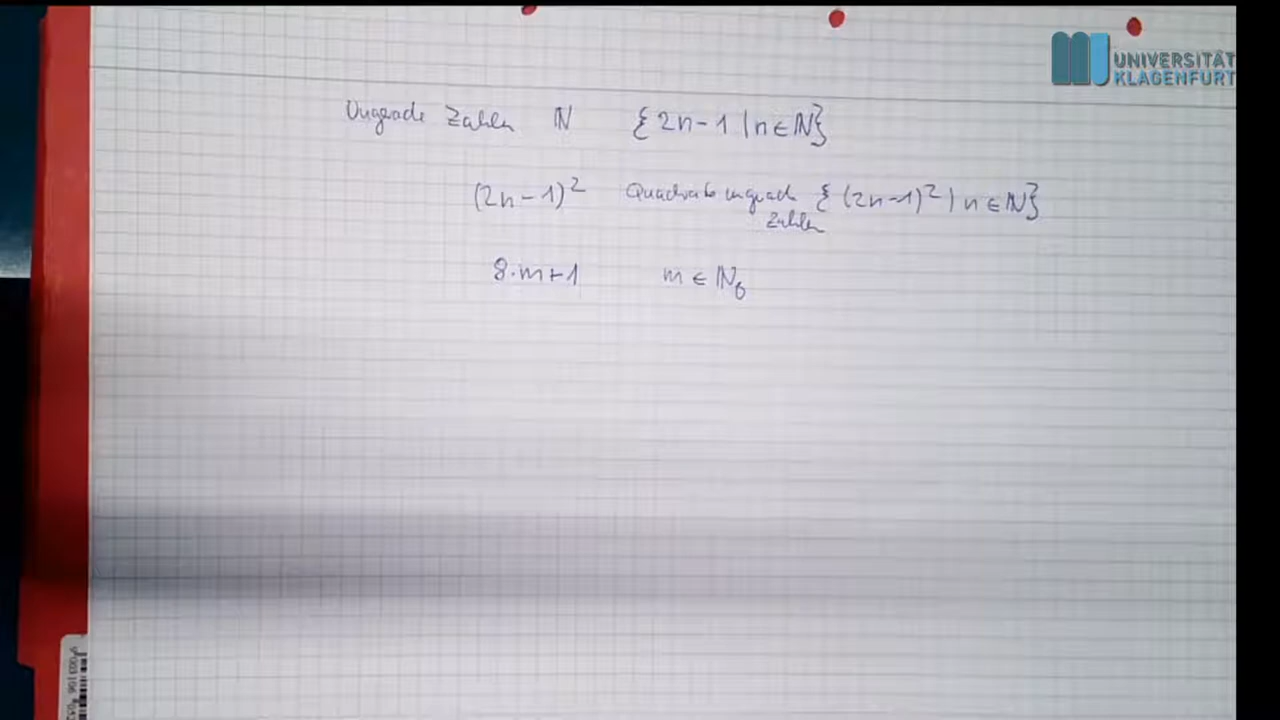 UNIVERSITÄT
KLAGENFURT
Ungerade Zahlen ℕ {2n-1 | n ∈ ℕ}
(2n-1)² Quadrate ungerade {(2n-1)² | n ∈ ℕ}
Zahlen
8·m+1 m ∈ ℕ₀